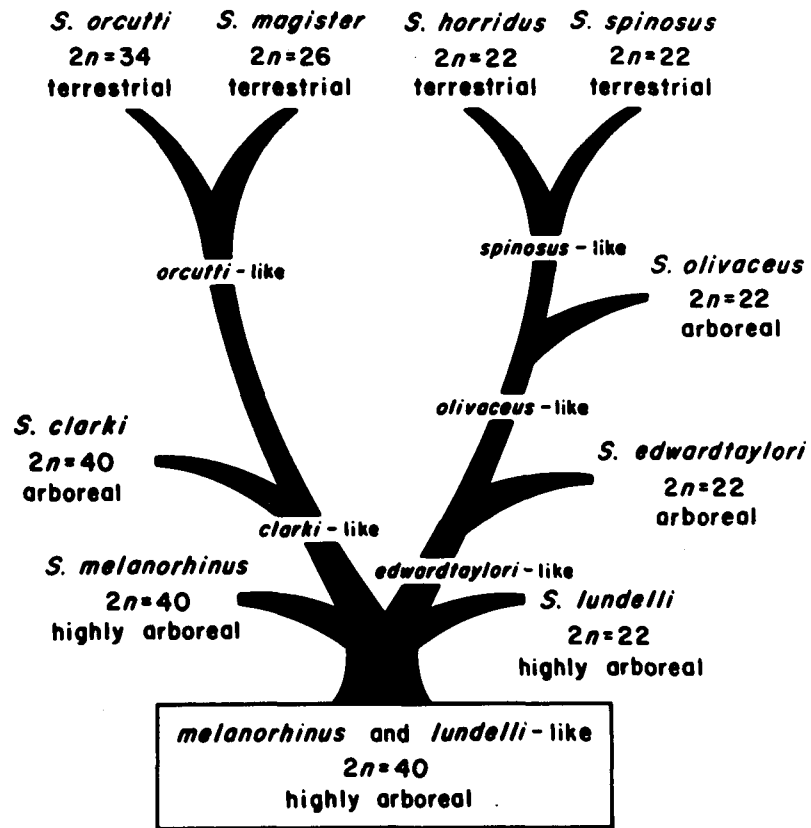 S. orcutti
2n=34
terrestrial
S. magister
2n=26
terrestrial
S. horridus
2n=22
terrestrial
S. spinosus
2n=22
terrestrial
orcutti-like
spinosus-like
S. olivaceus
2n=22
arboreal
olivaceus-like
S. clarki
2n=40
arboreal
S. edwardtaylori
2n=22
arboreal
clarki-like
edwardtaylori-like
S. melanorhinus
2n=40
highly arboreal
S. lundelli
2n=22
highly arboreal
melanorhinus and lundelli-like
2n=40
highly arboreal